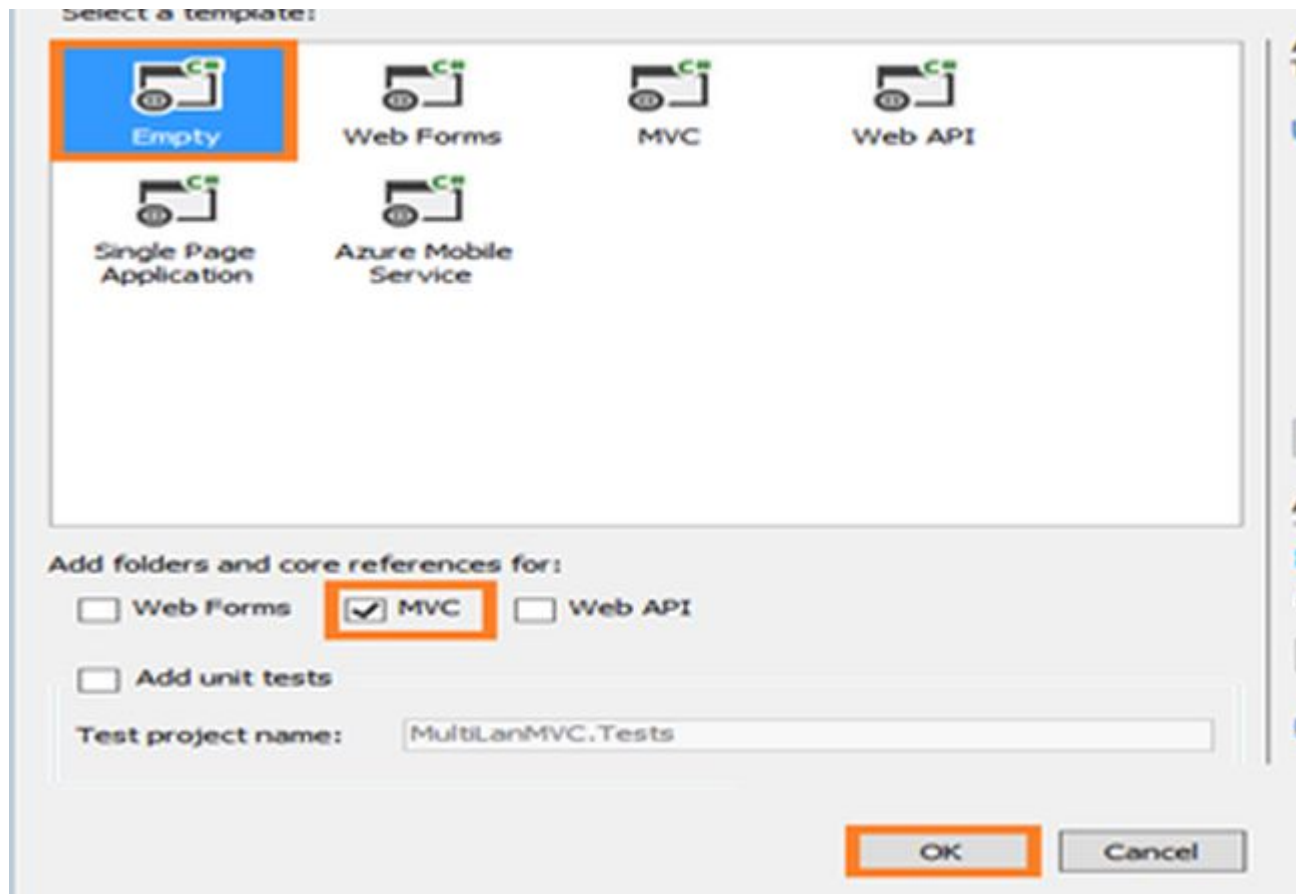 Select a template:
C#
C#
C#
C#
Empty
Web Forms
MVC
Web API
C#
C#
Single Page
Application
Azure Mobile
Service
Add folders and core references for:
Web Forms
MVC
Web API
Add unit tests
Test project name:
MultiLanMVC.Tests
OK
Cancel